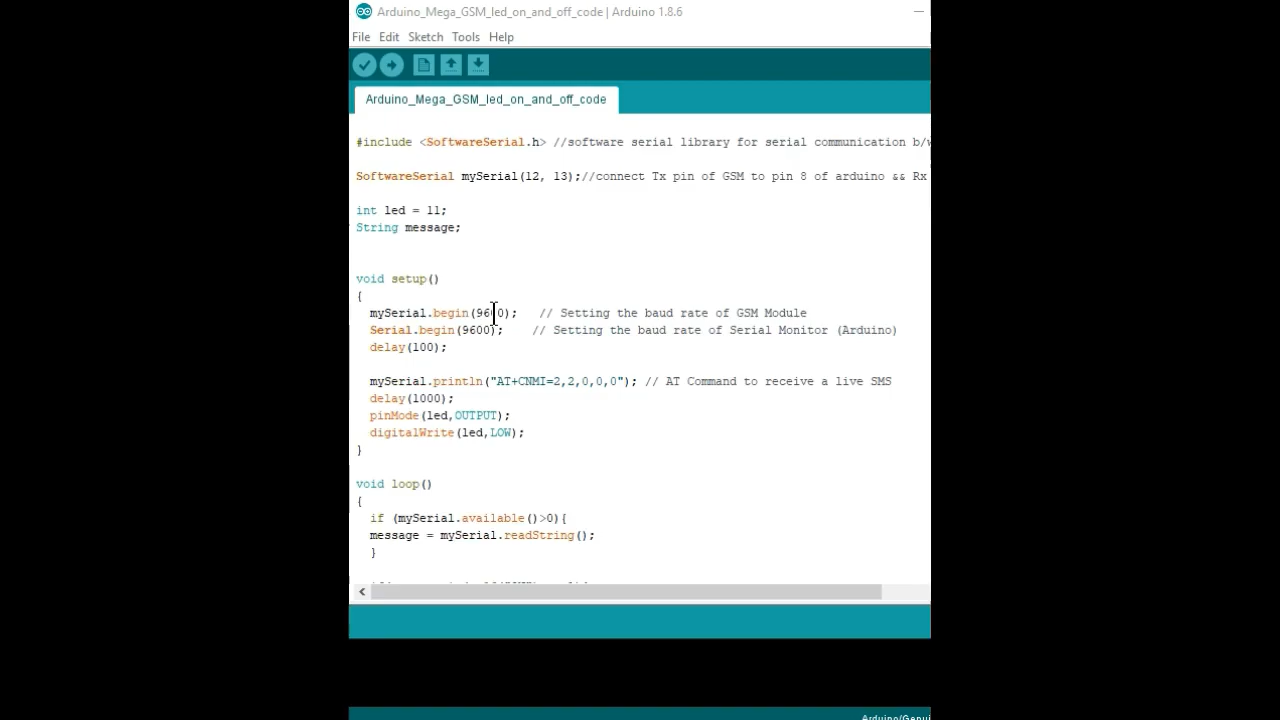 Arduino_Mega_GSM_led_on_and_off_code | Arduino 1.8.6
File Edit Sketch Tools Help
Arduino_Mega_GSM_led_on_and_off_code
#include <SoftwareSerial.h> //software serial library for serial communication b/w
SoftwareSerial mySerial(12, 13);//connect Tx pin of GSM to pin 8 of arduino && Rx
int led = 11;
String message;
void setup()
{
mySerial.begin(9600); // Setting the baud rate of GSM Module
Serial.begin(9600); // Setting the baud rate of Serial Monitor (Arduino)
delay(100);
mySerial.println("AT+CNMI=2,2,0,0,0"); // AT Command to receive a live SMS
delay(1000);
pinMode(led,OUTPUT);
digitalWrite(led,LOW);
}
void loop()
{
if (mySerial.available()>0){
message = mySerial.readString();
}